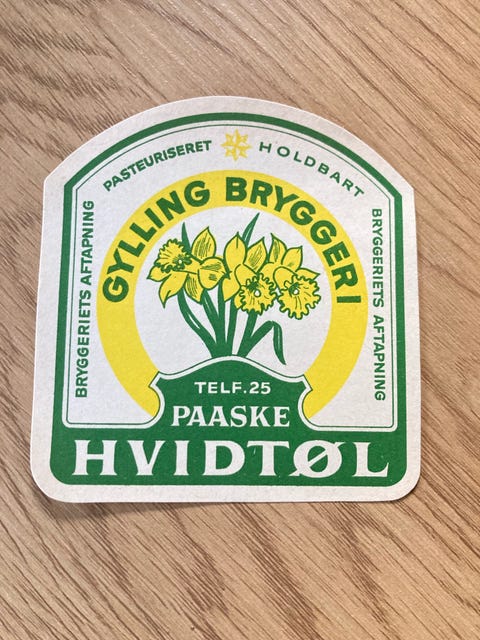 PASTEURISERET HOLDBART
GYLLING BRYGGERI
BRYGGERIETS AFTAPNING
BRYGGERIETS AFTAPNING
TELF. 25
PAASKE
HVIDTØL